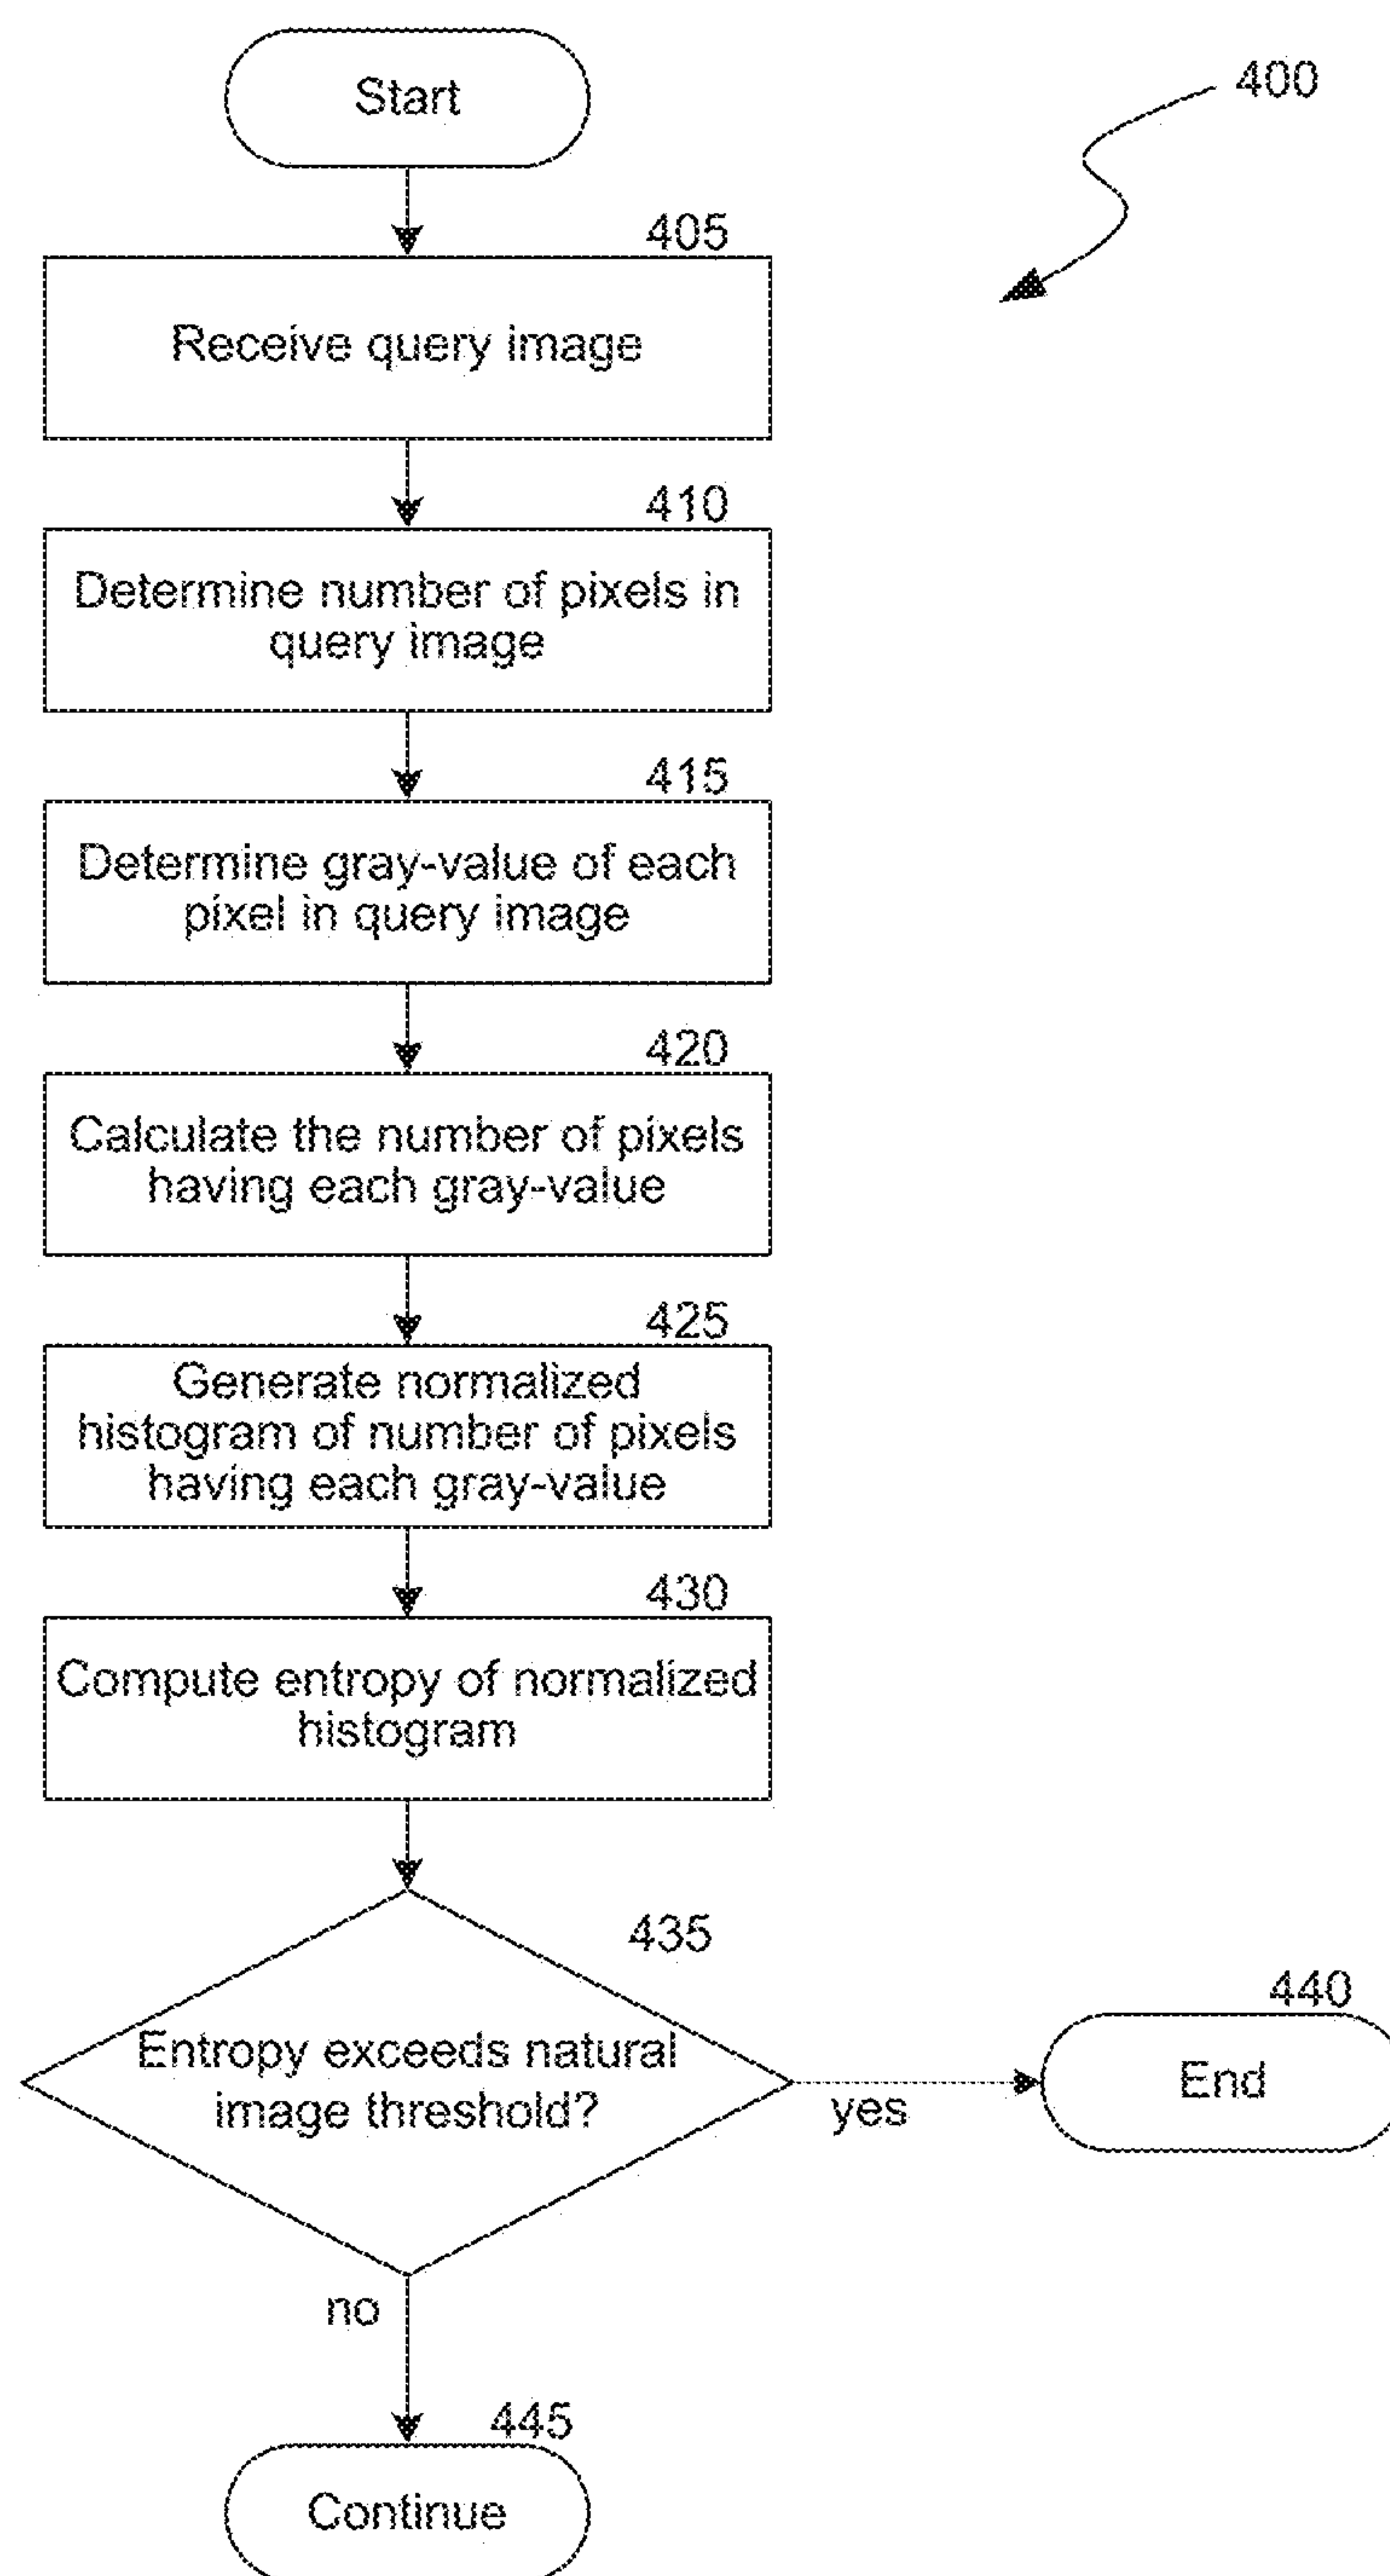 Start
400
405
Receive query image
410
Determine number of pixels in
query image
415
Determine gray-value of each
pixel in query image
420
Calculate the number of pixels
having each gray-value
425
Generate normalized
histogram of number of pixels
having each gray-value
430
Compute entropy of normalized
histogram
435
Entropy exceeds natural
image threshold?
440
End
yes
no
445
Continue